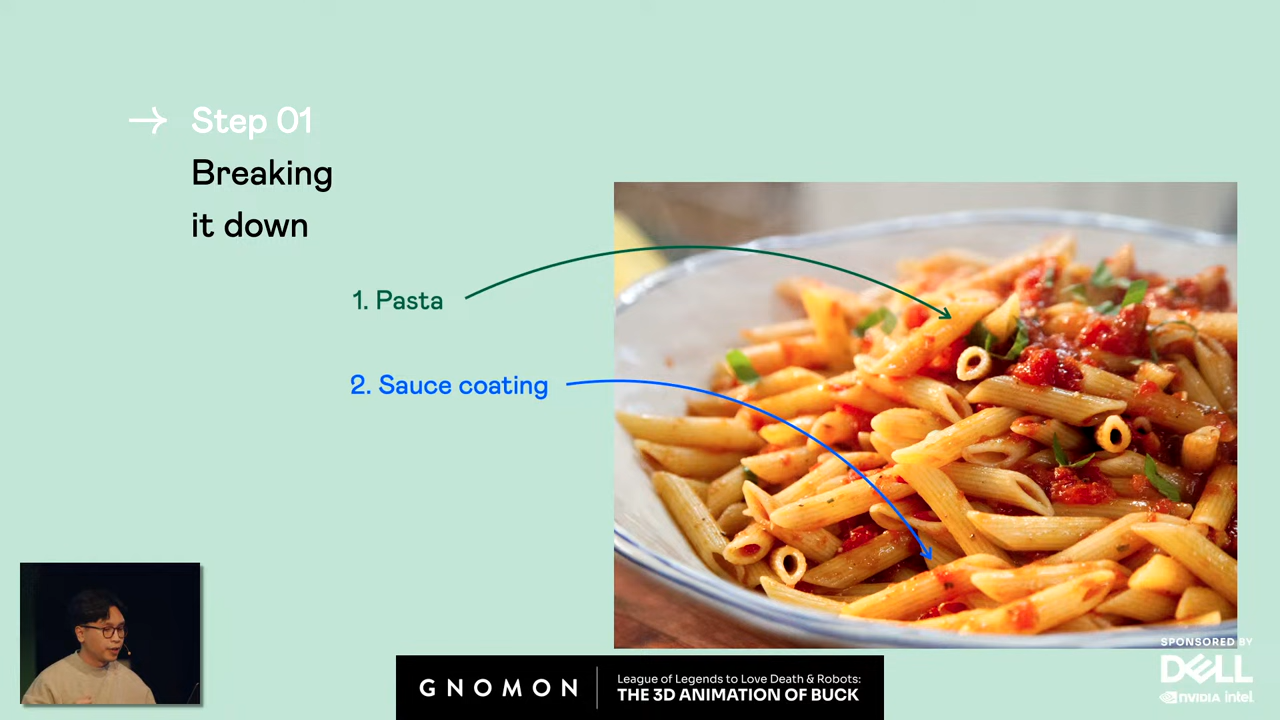 Step 01
Breaking
it down
1. Pasta
2. Sauce coating
GNOMON
League of Legends to Love Death & Robots:
THE 3D ANIMATION OF BUCK
SPONSORED BY
DELL
NVIDIA intel